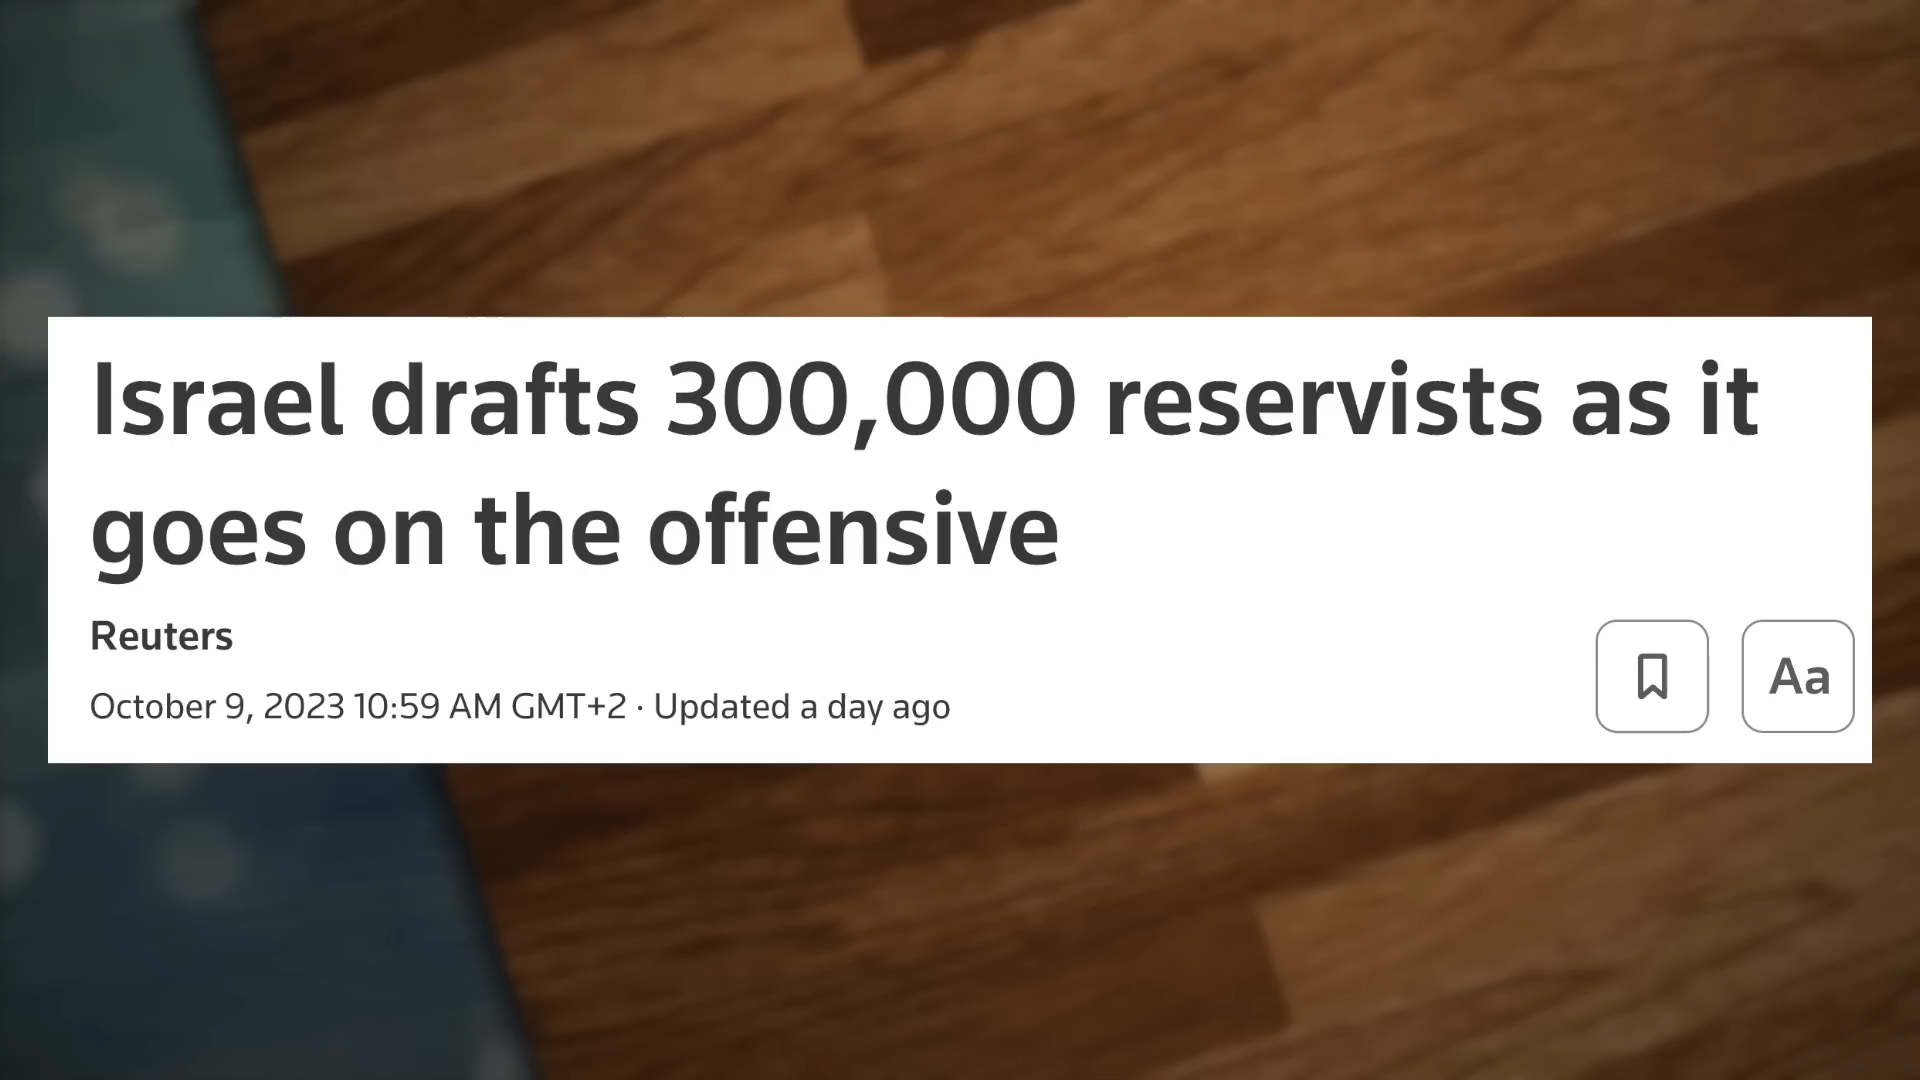 Israel drafts 300,000 reservists as it
goes on the offensive
Reuters
October 9, 2023 10:59 AM GMT+2 · Updated a day ago
Aa